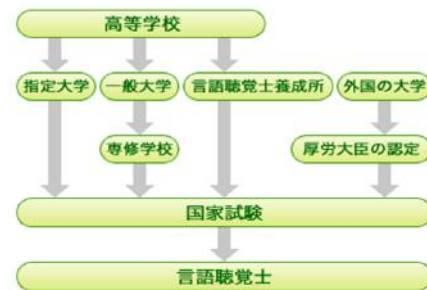 高等学校
指定大学
一般大学
言語聴覚士養成所
外国の大学
専修学校
厚労大臣の認定
国家試験
言語聴覚士